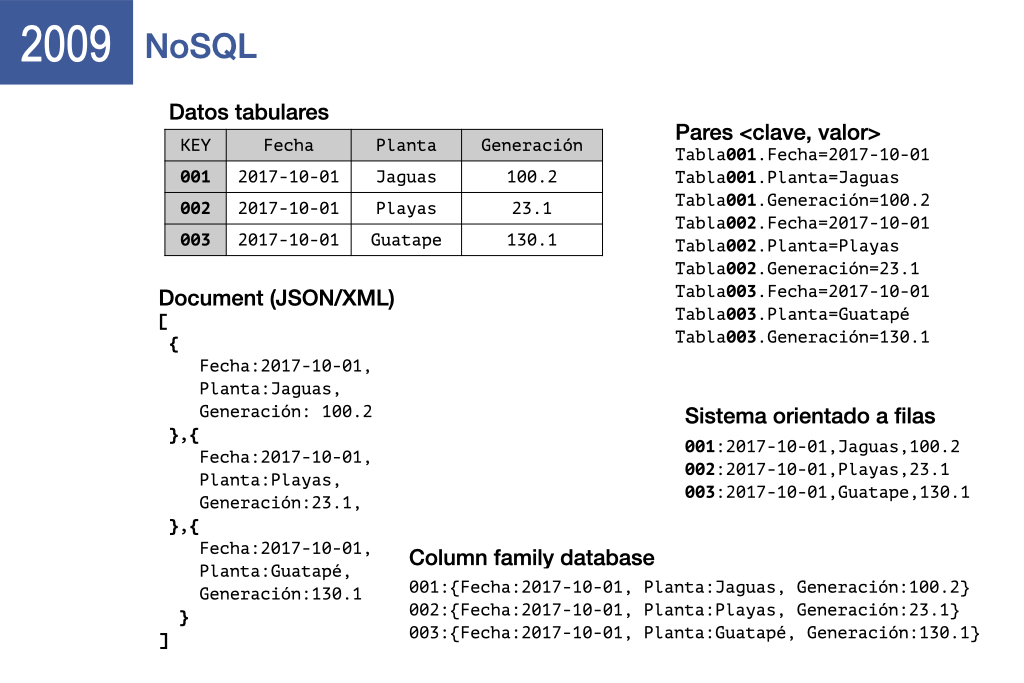 2009 NoSQL
Datos tabulares
KEY Fecha Planta Generación
001 2017-10-01 Jaguas 100.2
002 2017-10-01 Playas 23.1
003 2017-10-01 Guatape 130.1
Document (JSON/XML)
[
{
Fecha:2017-10-01,
Planta:Jaguas,
Generación: 100.2
},{
Fecha:2017-10-01,
Planta:Playas,
Generación:23.1,
},{
Fecha:2017-10-01,
Planta:Guatapé,
Generación:130.1
}
]
Pares <clave, valor>
Tabla001.Fecha=2017-10-01
Tabla001.Planta=Jaguas
Tabla001.Generación=100.2
Tabla002.Fecha=2017-10-01
Tabla002.Planta=Playas
Tabla002.Generación=23.1
Tabla003.Fecha=2017-10-01
Tabla003.Planta=Guatapé
Tabla003.Generación=130.1
Sistema orientado a filas
001:2017-10-01,Jaguas,100.2
002:2017-10-01,Playas,23.1
003:2017-10-01,Guatape,130.1
Column family database
001:{Fecha:2017-10-01, Planta:Jaguas, Generación:100.2}
002:{Fecha:2017-10-01, Planta:Playas, Generación:23.1}
003:{Fecha:2017-10-01, Planta:Guatapé, Generación:130.1}